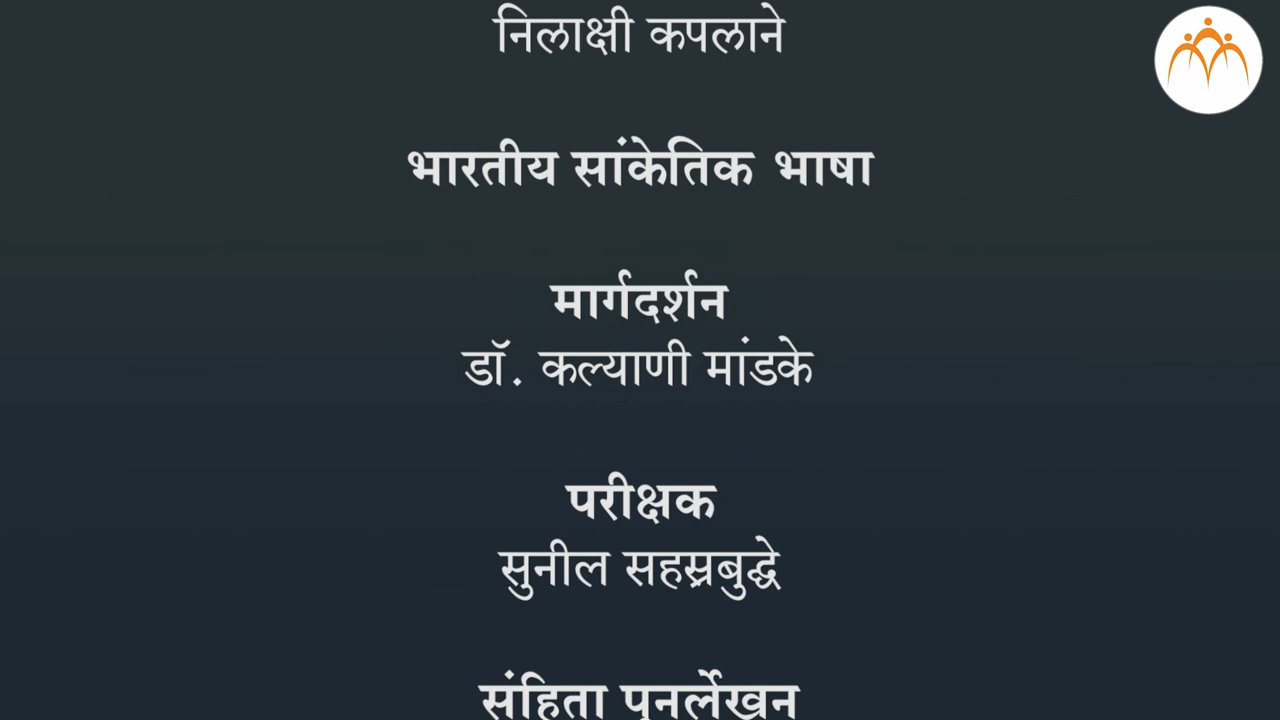 निलाक्षी कपलाने
भारतीय सांकेतिक भाषा
मार्गदर्शन
डॉ. कल्याणी मांडके
परीक्षक
सुनील सहस्रबुद्धे
संहिता पुनर्लेखन